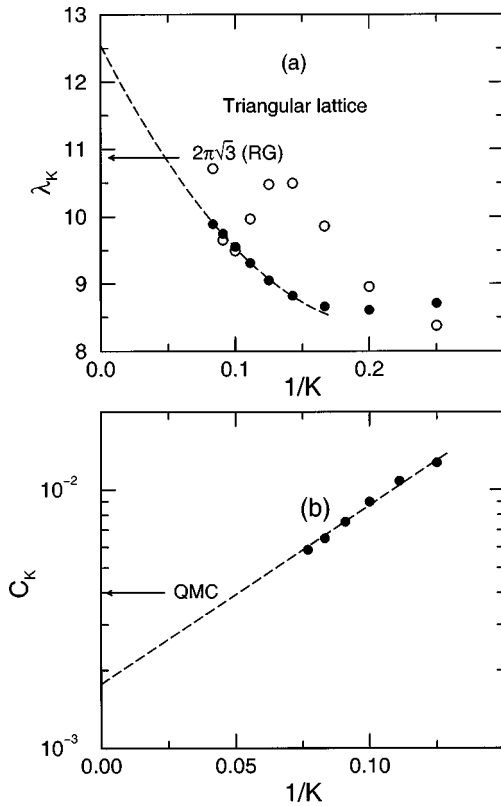 13
12
11
10
9
8
λK
(a)
Triangular lattice
2π√3 (RG)
0.0
0.1
0.2
1/K
10⁻²
10⁻³
CK
(b)
QMC
0.00
0.05
0.10
1/K